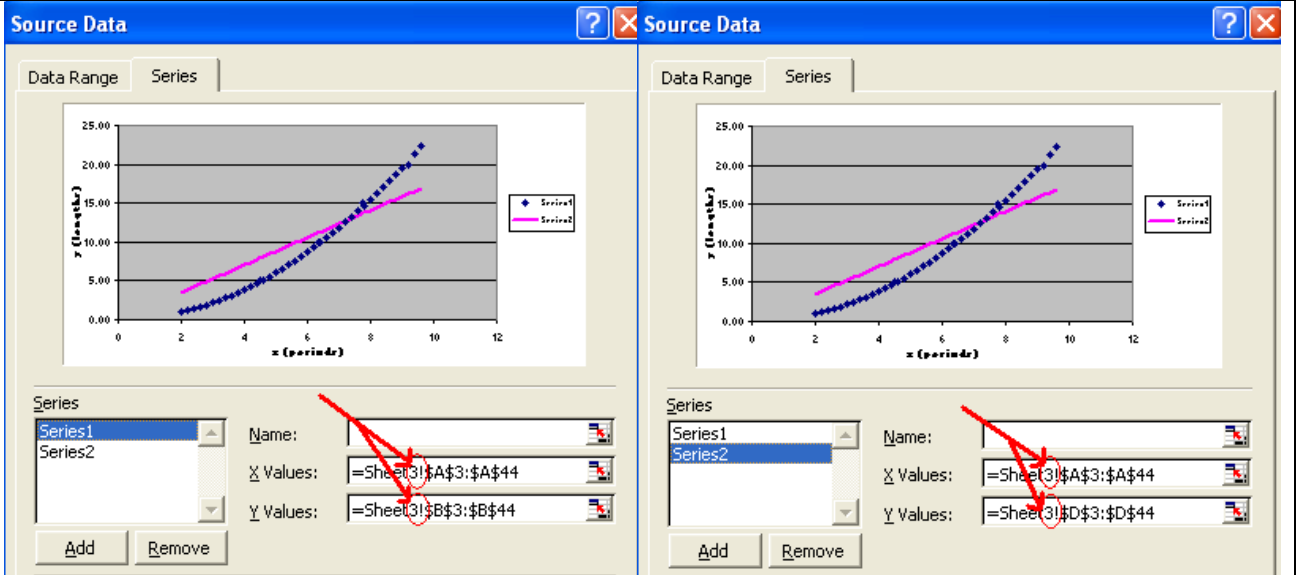 Source Data
Data Range Series
25.00
20.00
15.00
10.00
5.00
0.00
0 2 4 6 8 10 12
Series1
Series2
Series
Series1
Series2
Name:
X Values: =Sheet3!$A$3:$A$44
Y Values: =Sheet3!$B$3:$B$44
Add Remove
Source Data
Data Range Series
25.00
20.00
15.00
10.00
5.00
0.00
0 2 4 6 8 10 12
Series1
Series2
Series
Series1
Series2
Name:
X Values: =Sheet3!$A$3:$A$44
Y Values: =Sheet3!$D$3:$D$44
Add Remove